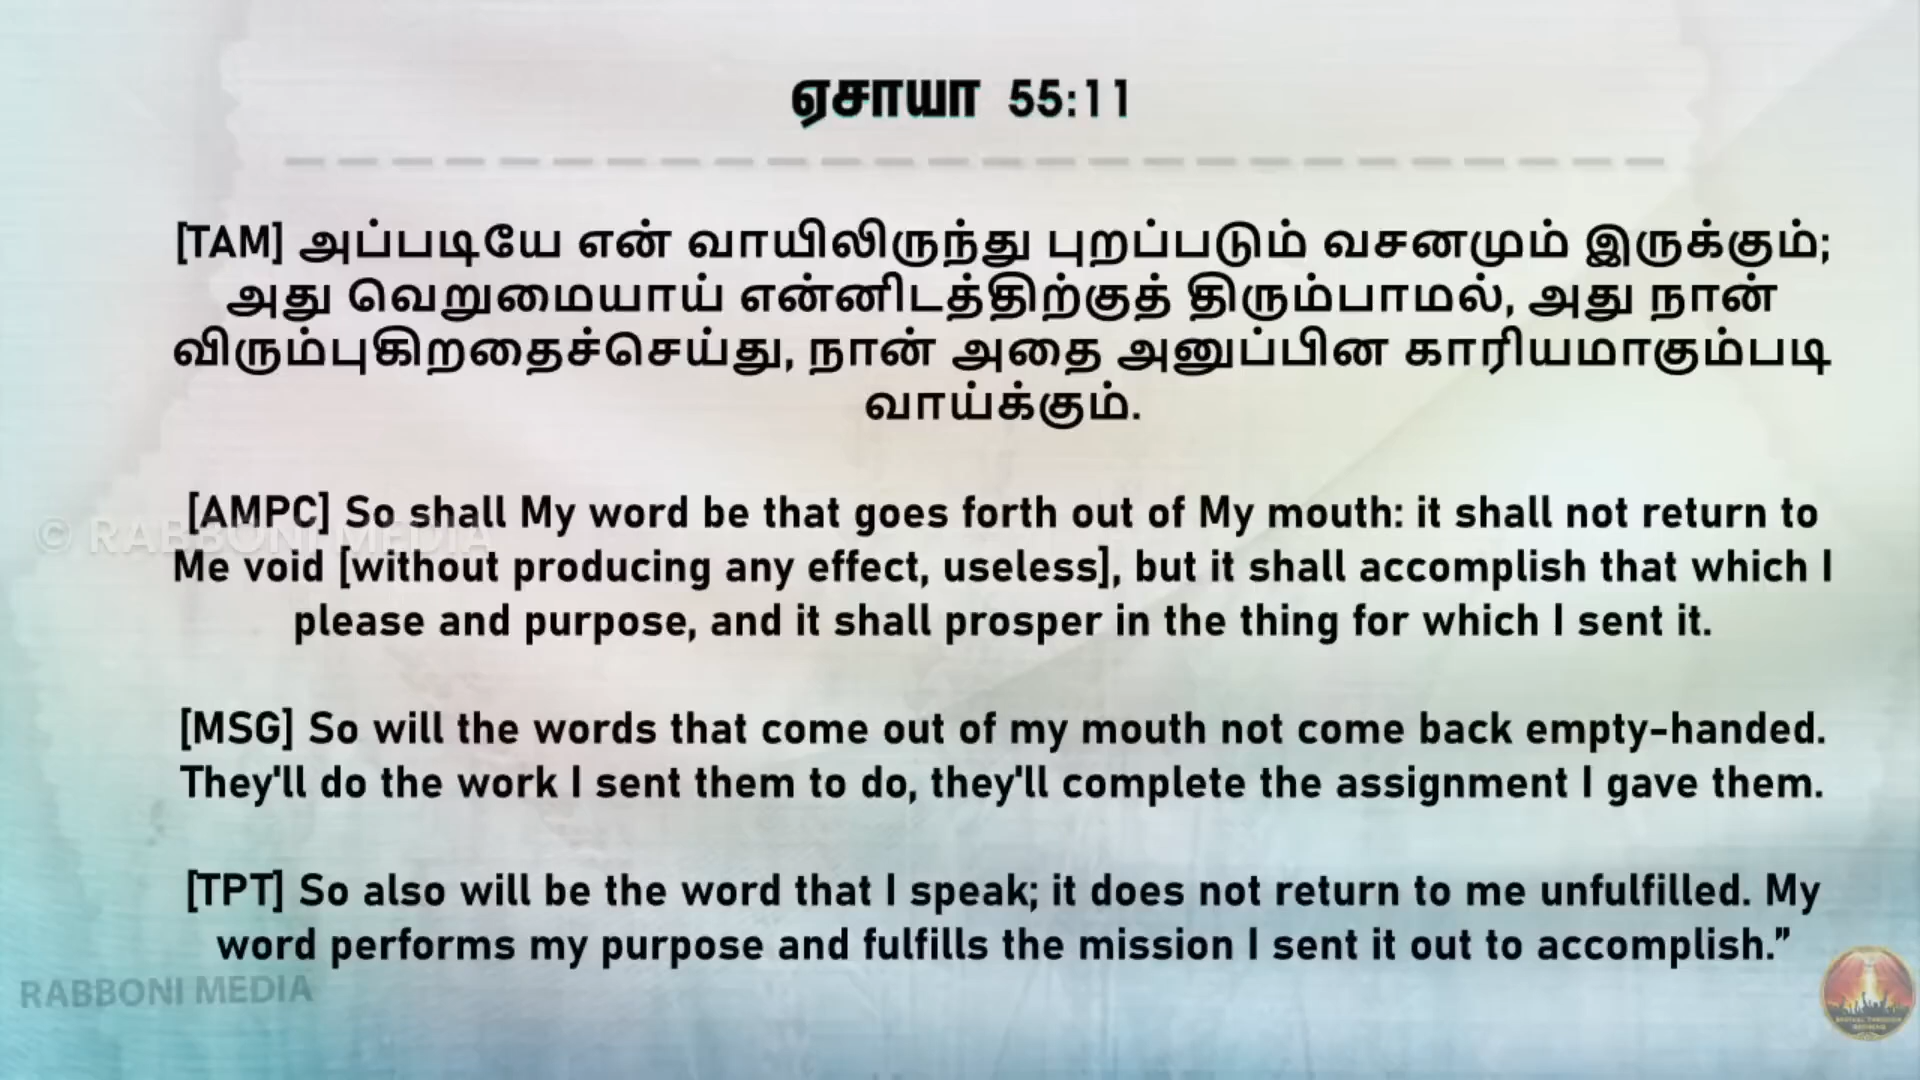 ஏசாயா 55:11
[TAM] அப்படியே என் வாயிலிருந்து புறப்படும் வசனமும் இருக்கும்;
அது வெறுமையாய் என்னிடத்திற்குத் திரும்பாமல், அது நான்
விரும்புகிறதைச்செய்து, நான் அதை அனுப்பின காரியமாகும்படி
வாய்க்கும்.
[AMPC] So shall My word be that goes forth out of My mouth: it shall not return to
Me void [without producing any effect, useless], but it shall accomplish that which I
please and purpose, and it shall prosper in the thing for which I sent it.
© RABBONI MEDIA
[MSG] So will the words that come out of my mouth not come back empty-handed.
They'll do the work I sent them to do, they'll complete the assignment I gave them.
[TPT] So also will be the word that I speak; it does not return to me unfulfilled. My
word performs my purpose and fulfills the mission I sent it out to accomplish.”
RABBONI MEDIA